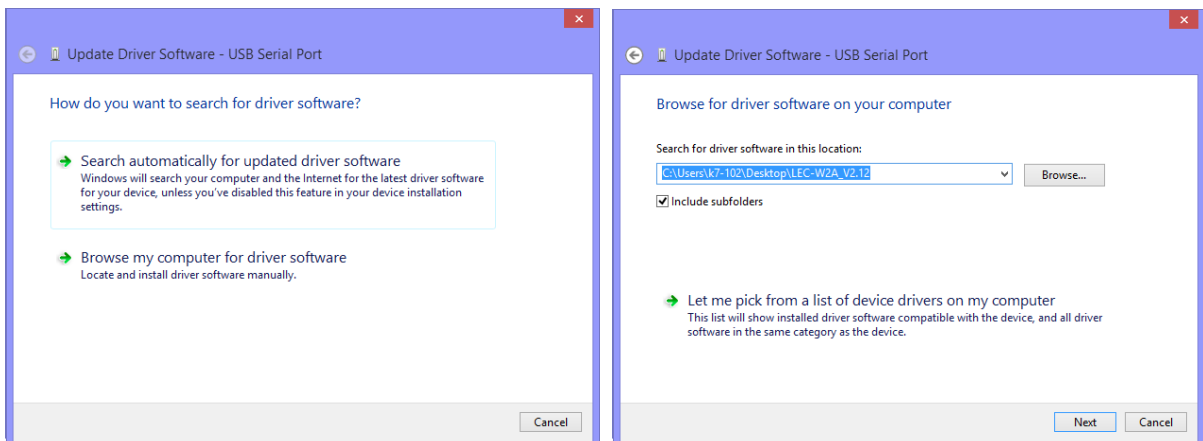 Update Driver Software - USB Serial Port
How do you want to search for driver software?
Search automatically for updated driver software
Windows will search your computer and the Internet for the latest driver software
for your device, unless you've disabled this feature in your device installation
settings.
Browse my computer for driver software
Locate and install driver software manually.
Cancel
Update Driver Software - USB Serial Port
Browse for driver software on your computer
Search for driver software in this location:
C:\Users\k7-102\Desktop\LEC-W2A_V2.12
Browse...
Include subfolders
Let me pick from a list of device drivers on my computer
This list will show installed driver software compatible with the device, and all driver
software in the same category as the device.
Next Cancel